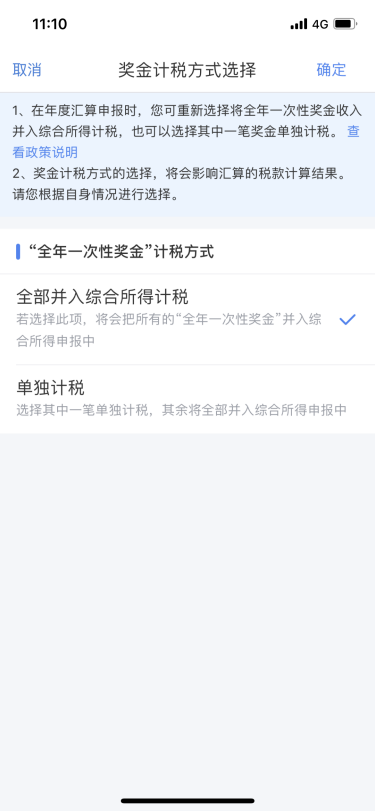 11:10
4G
取消
奖金计税方式选择
确定
1、在年度汇算申报时，您可重新选择将全年一次性奖金收入
并入综合所得计税，也可以选择其中一笔奖金单独计税。查
看政策说明
2、奖金计税方式的选择，将会影响汇算的税款计算结果。
请您根据自身情况进行选择。
“全年一次性奖金”计税方式
全部并入综合所得计税
若选择此项，将会把所有的“全年一次性奖金”并入综
合所得申报中
单独计税
选择其中一笔单独计税，其余将全部并入综合所得申报中